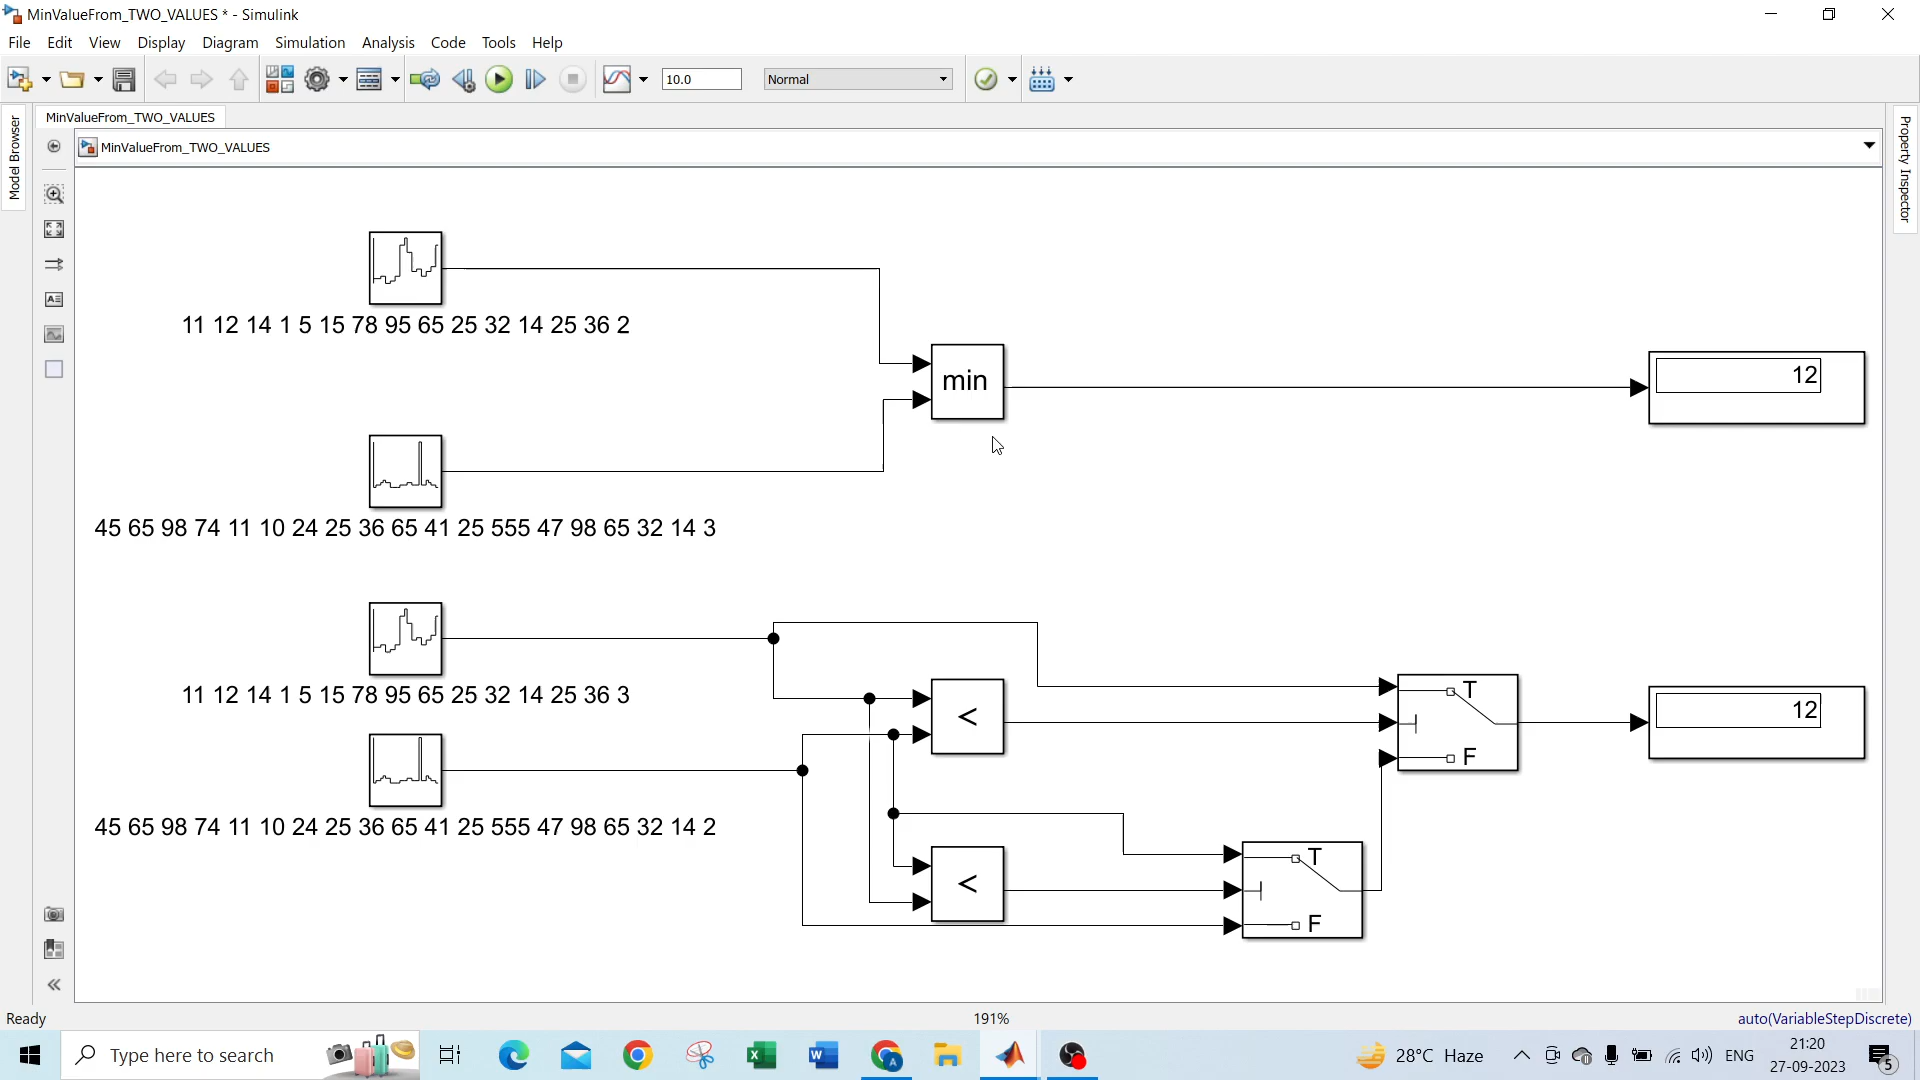 MinValueFrom_TWO_VALUES * - Simulink
File Edit View Display Diagram Simulation Analysis Code Tools Help
10.0 Normal
Model Browser
MinValueFrom_TWO_VALUES
MinValueFrom_TWO_VALUES
Property Inspector
11 12 14 1 5 15 78 95 65 25 32 14 25 36 2
min
12
45 65 98 74 11 10 24 25 36 65 41 25 555 47 98 65 32 14 3
11 12 14 1 5 15 78 95 65 25 32 14 25 36 3
<
T
F
12
45 65 98 74 11 10 24 25 36 65 41 25 555 47 98 65 32 14 2
<
T
F
Ready 191% auto(VariableStepDiscrete)
Type here to search
28°C Haze
ENG
21:20
27-09-2023
5